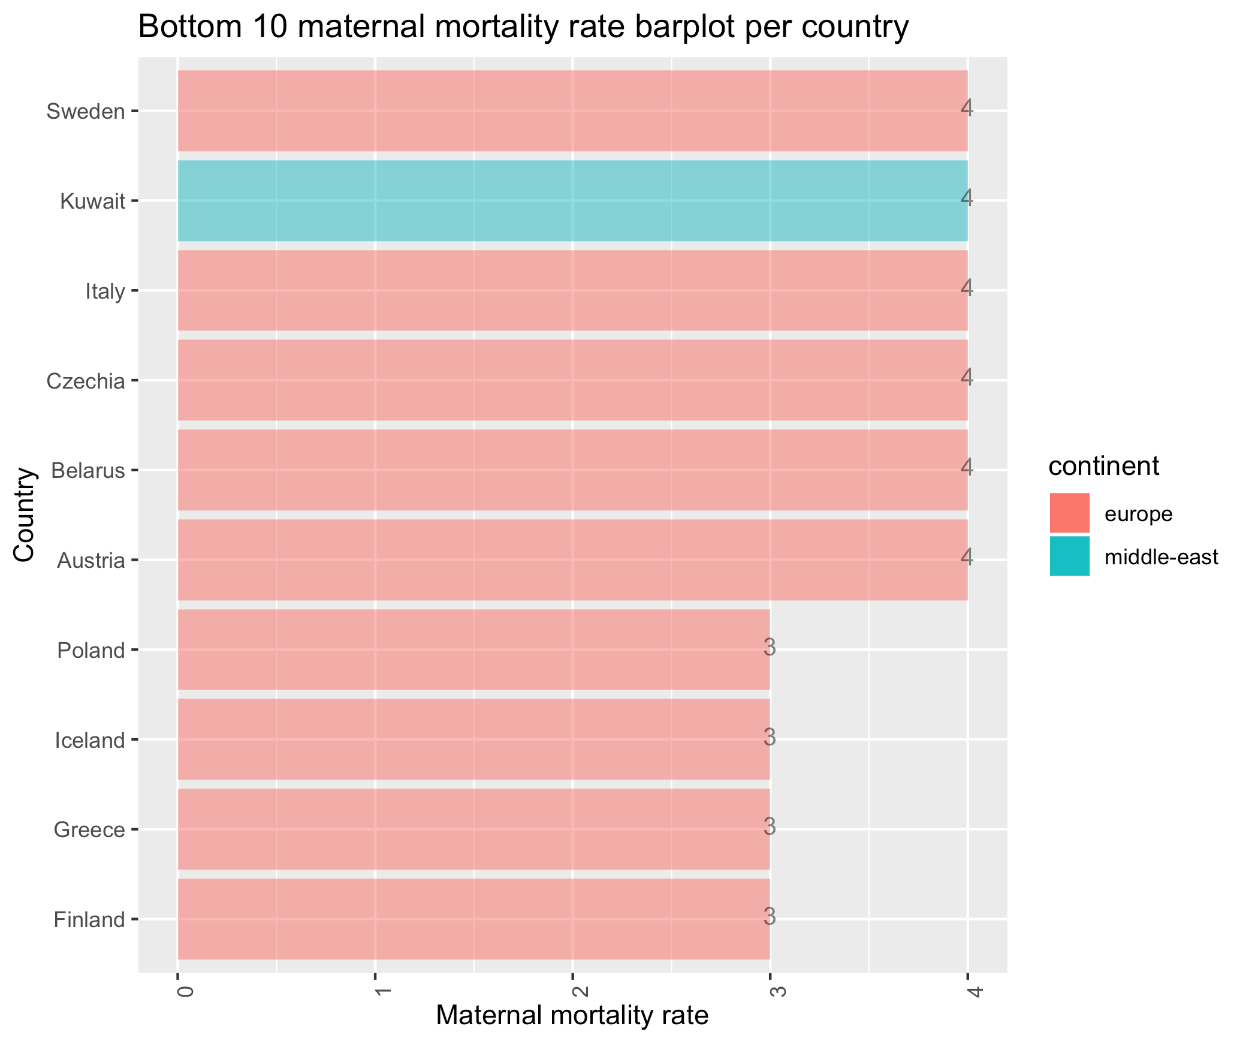 Bottom 10 maternal mortality rate barplot per country
Country
Sweden 4
Kuwait 4
Italy 4
Czechia 4
Belarus 4
Austria 4
Poland 3
Iceland 3
Greece 3
Finland 3
0 1 2 3 4
Maternal mortality rate
continent
europe
middle-east